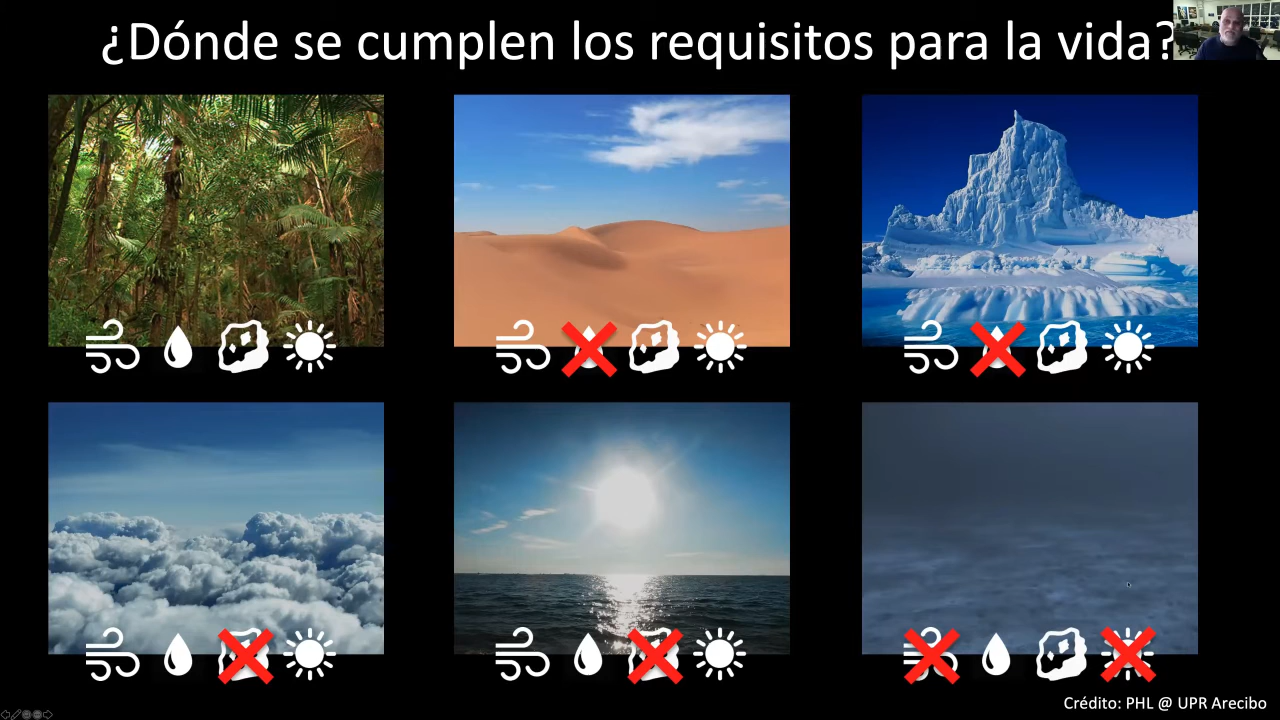 ¿Dónde se cumplen los requisitos para la vida?
Crédito: PHL @ UPR Arecibo